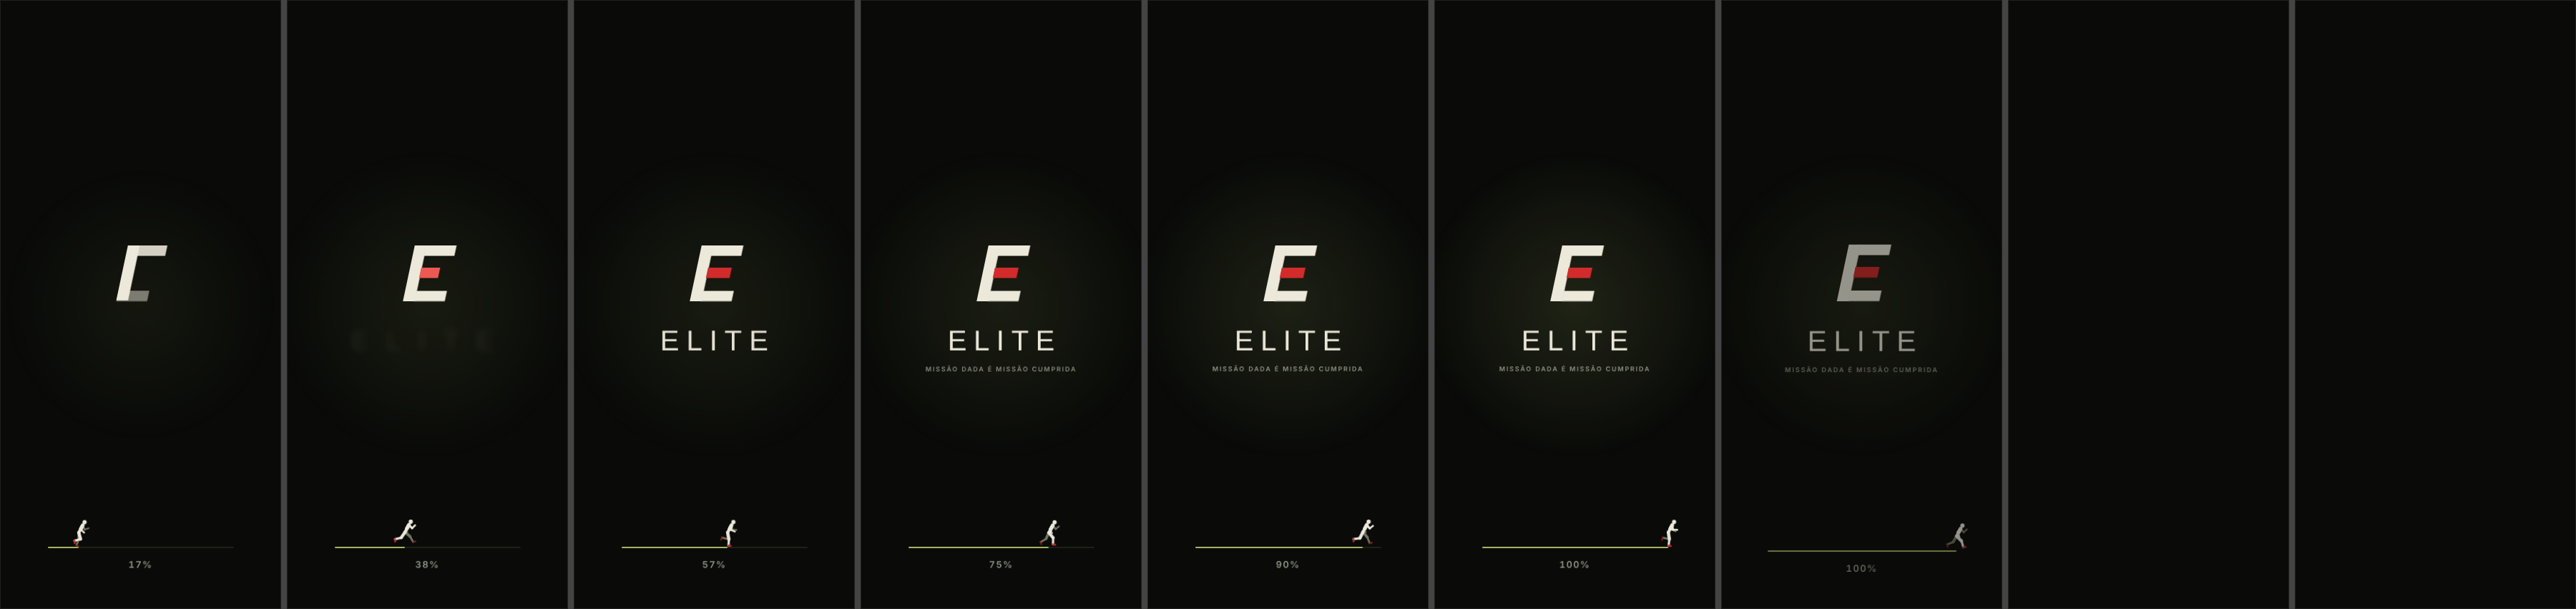 17%
E
ELITE
38%
E
ELITE
57%
E
ELITE
MISSÃO DADA É MISSÃO CUMPRIDA
75%
E
ELITE
MISSÃO DADA É MISSÃO CUMPRIDA
90%
E
ELITE
MISSÃO DADA É MISSÃO CUMPRIDA
100%
E
ELITE
MISSÃO DADA É MISSÃO CUMPRIDA
100%